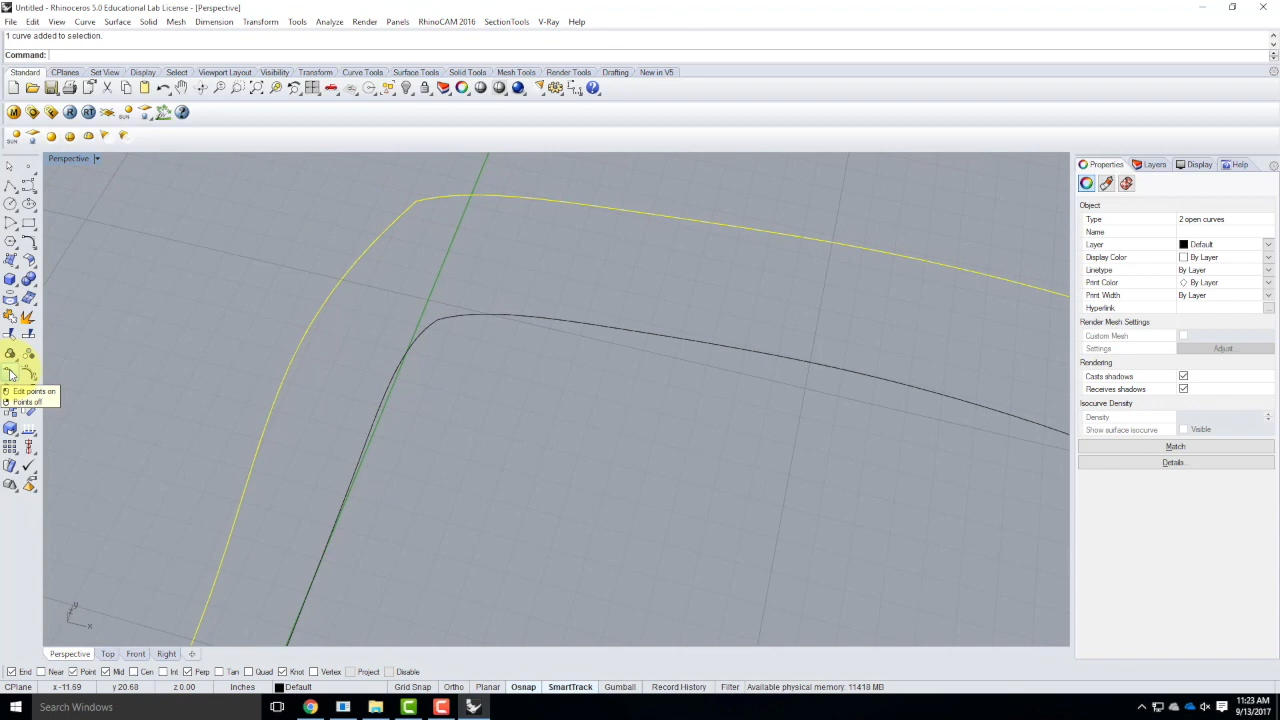 Untitled - Rhinoceros 5.0 Educational Lab License - [Perspective]
File Edit View Curve Surface Solid Mesh Dimension Transform Tools Analyze Render Panels RhinoCAM 2016 SectionTools V-Ray Help
1 curve added to selection.
Command:
Standard CPlanes Set View Display Select Viewport Layout Visibility Transform Curve Tools Surface Tools Solid Tools Mesh Tools Render Tools Drafting New in V5
M R RT SUN
SUN
Perspective
Properties Layers Display Help
Object
Type 2 open curves
Name
Layer Default
Display Color By Layer
Linetype By Layer
Print Color By Layer
Print Width By Layer
Hyperlink ...
Render Mesh Settings
Custom Mesh
Settings Adjust...
Rendering
Casts shadows
Receives shadows
Isocurve Density
Density
Show surface isocurve Visible
Match
Details...
Edit points on
Points off
y
x
Perspective Top Front Right
End Near Point Mid Cen Int Perp Tan Quad Knot Vertex Project Disable
CPlane x -11.69 y 20.68 z 0.00 Inches Default Grid Snap Ortho Planar Osnap SmartTrack Gumball Record History Filter Available physical memory: 11418 MB
Search Windows
11:23 AM
9/13/2017